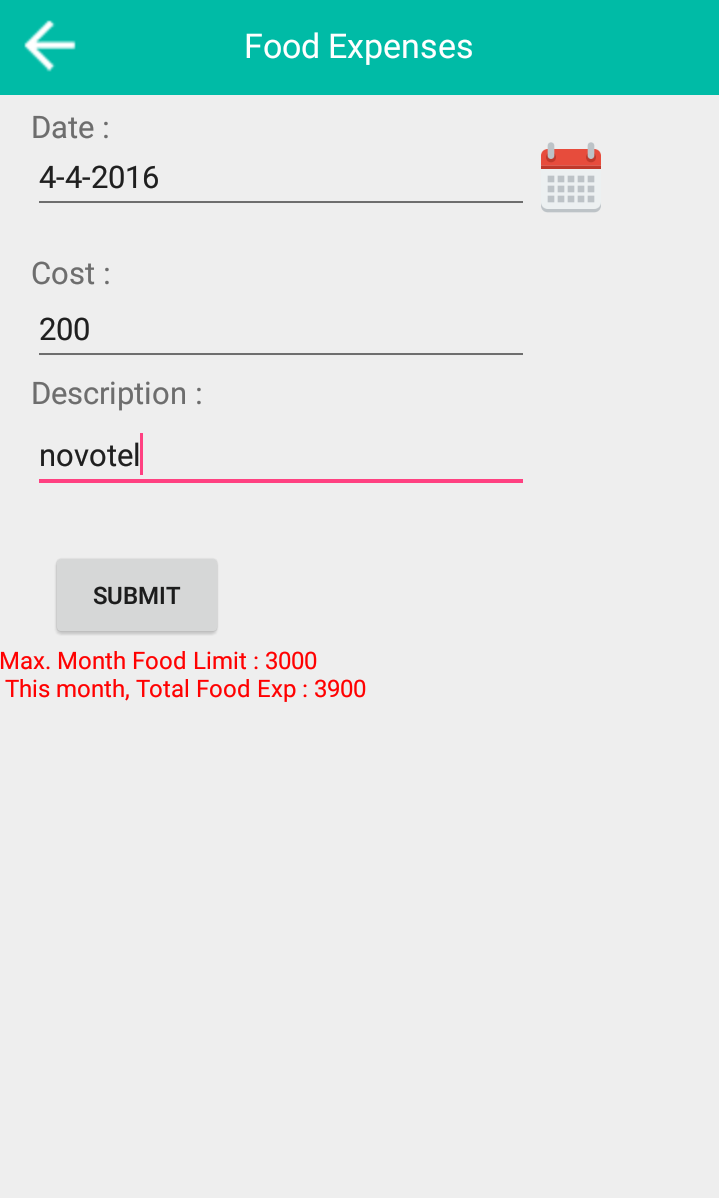 Food Expenses
Date :
4-4-2016
Cost :
200
Description :
novotel
SUBMIT
Max. Month Food Limit : 3000
This month, Total Food Exp : 3900